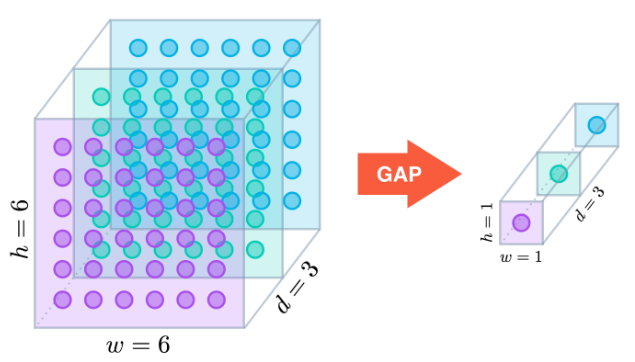 h = 6
w = 6
d = 3
GAP
h = 1
w = 1
d = 3